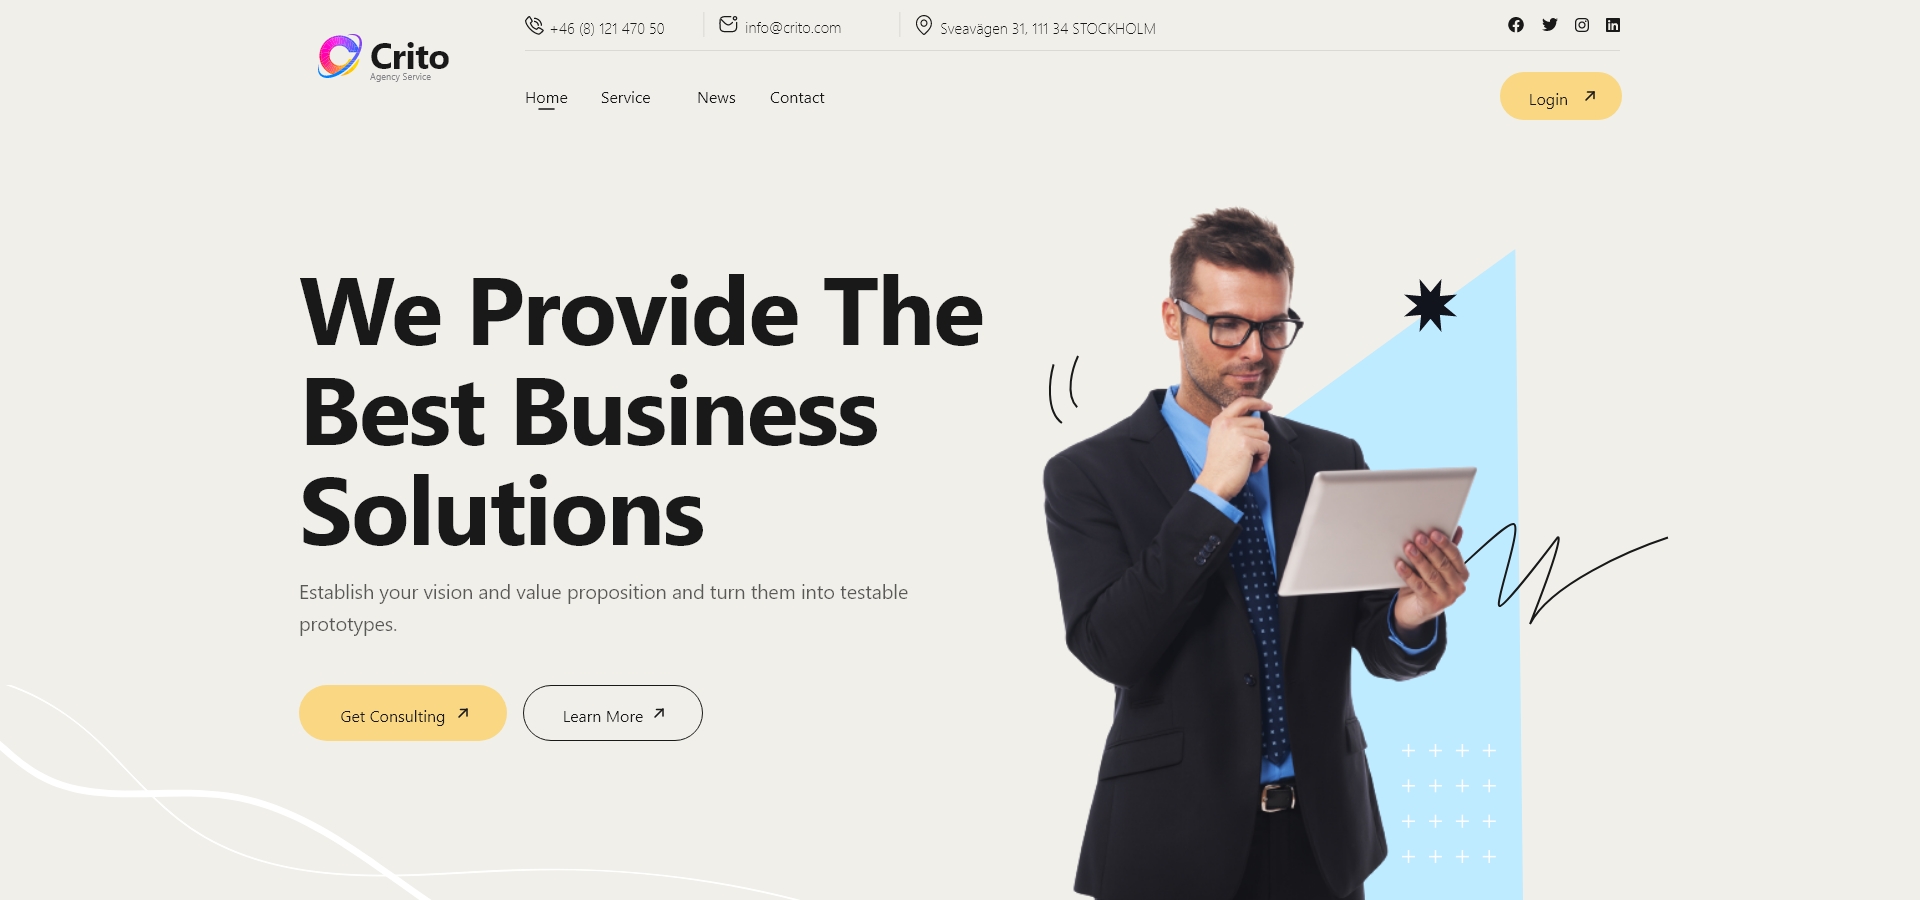 +46 (8) 121 470 50
info@crito.com
Sveavägen 31, 111 34 STOCKHOLM
Crito
Agency Service
Home Service News Contact
Login
We Provide The
Best Business
Solutions
Establish your vision and value proposition and turn them into testable
prototypes.
Get Consulting
Learn More